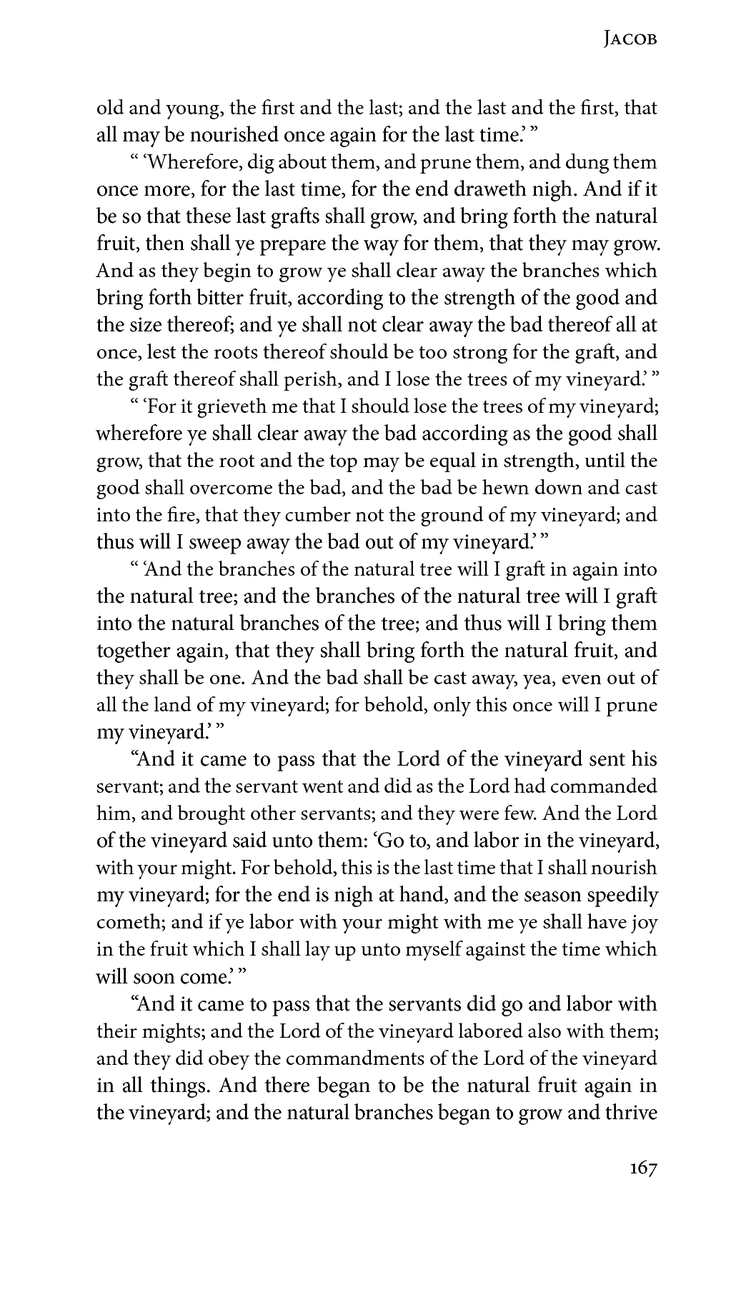 Jacob
old and young, the first and the last; and the last and the first, that
all may be nourished once again for the last time.’ ”
“ ‘Wherefore, dig about them, and prune them, and dung them
once more, for the last time, for the end draweth nigh. And if it
be so that these last grafts shall grow, and bring forth the natural
fruit, then shall ye prepare the way for them, that they may grow.
And as they begin to grow ye shall clear away the branches which
bring forth bitter fruit, according to the strength of the good and
the size thereof; and ye shall not clear away the bad thereof all at
once, lest the roots thereof should be too strong for the graft, and
the graft thereof shall perish, and I lose the trees of my vineyard.’ ”
“ ‘For it grieveth me that I should lose the trees of my vineyard;
wherefore ye shall clear away the bad according as the good shall
grow, that the root and the top may be equal in strength, until the
good shall overcome the bad, and the bad be hewn down and cast
into the fire, that they cumber not the ground of my vineyard; and
thus will I sweep away the bad out of my vineyard.’ ”
“ ‘And the branches of the natural tree will I graft in again into
the natural tree; and the branches of the natural tree will I graft
into the natural branches of the tree; and thus will I bring them
together again, that they shall bring forth the natural fruit, and
they shall be one. And the bad shall be cast away, yea, even out of
all the land of my vineyard; for behold, only this once will I prune
my vineyard.’ ”
“And it came to pass that the Lord of the vineyard sent his
servant; and the servant went and did as the Lord had commanded
him, and brought other servants; and they were few. And the Lord
of the vineyard said unto them: ‘Go to, and labor in the vineyard,
with your might. For behold, this is the last time that I shall nourish
my vineyard; for the end is nigh at hand, and the season speedily
cometh; and if ye labor with your might with me ye shall have joy
in the fruit which I shall lay up unto myself against the time which
will soon come.’ ”
“And it came to pass that the servants did go and labor with
their mights; and the Lord of the vineyard labored also with them;
and they did obey the commandments of the Lord of the vineyard
in all things. And there began to be the natural fruit again in
the vineyard; and the natural branches began to grow and thrive
167